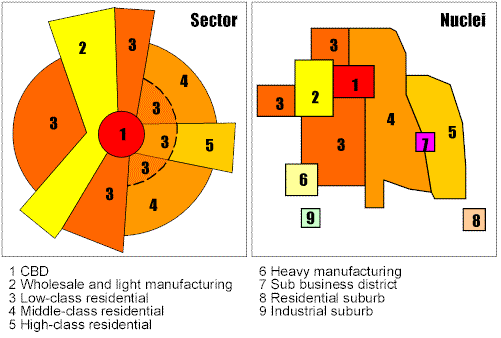 Sector
2
3
4
3
3
1
3
5
3
3
4
Nuclei
3
1
2
3
4
5
3
7
6
9
8
1 CBD
2 Wholesale and light manufacturing
3 Low-class residential
4 Middle-class residential
5 High-class residential
6 Heavy manufacturing
7 Sub business district
8 Residential suburb
9 Industrial suburb